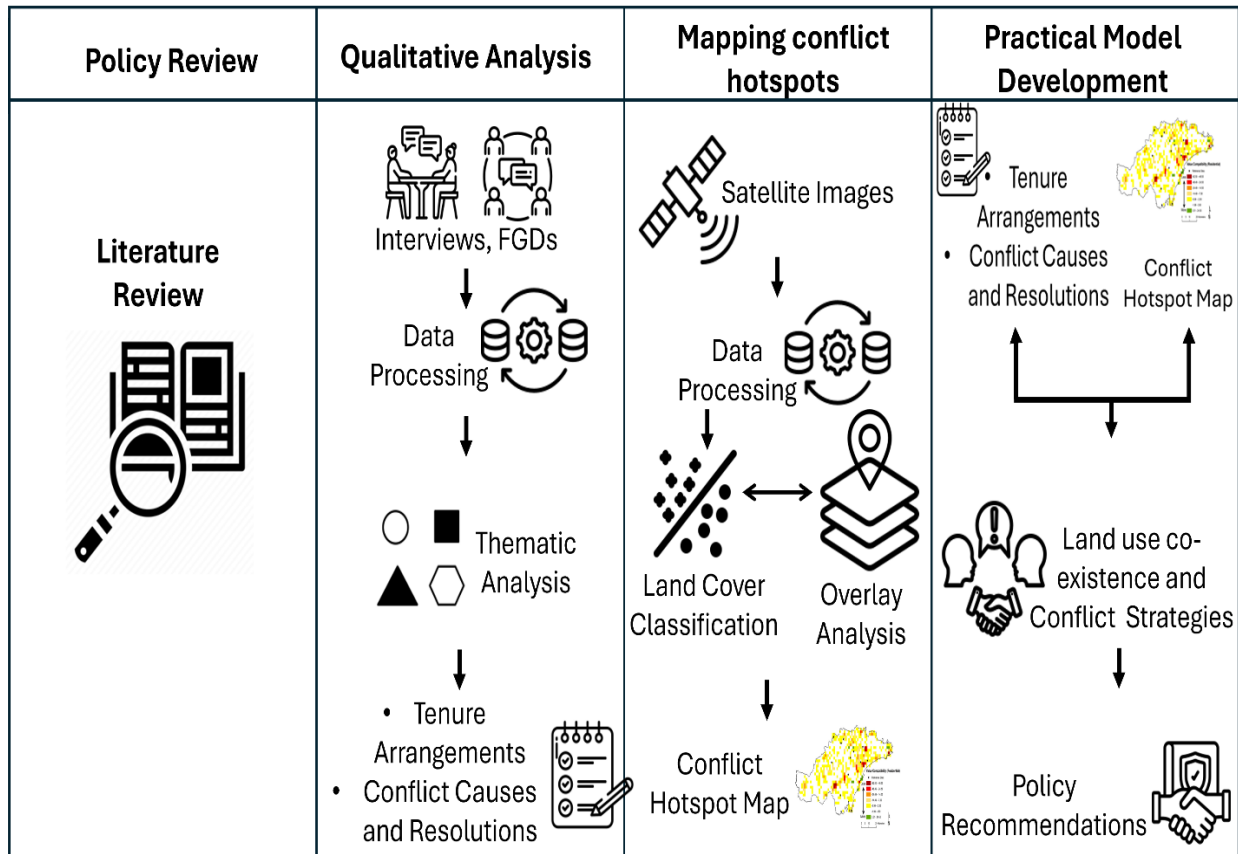 Policy Review
Qualitative Analysis
Mapping conflict
hotspots
Practical Model
Development
Literature
Review
Interviews, FGDs
Data
Processing
Thematic
Analysis
• Tenure
Arrangements
• Conflict Causes
and Resolutions
Satellite Images
Data
Processing
Land Cover
Classification
Overlay
Analysis
Conflict
Hotspot Map
• Tenure
Arrangements
• Conflict Causes
and Resolutions
Conflict
Hotspot Map
Land use co-
existence and
Conflict Strategies
Policy
Recommendations